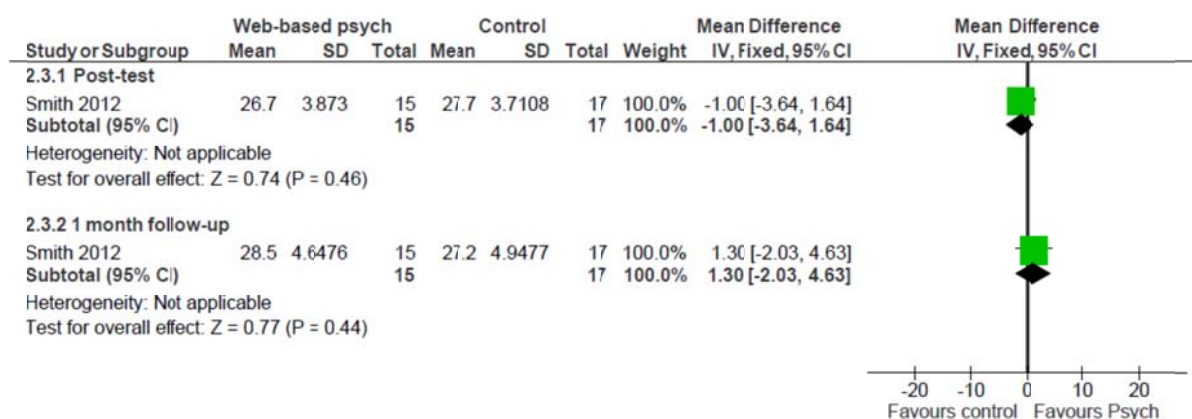 Web-based psych Control Mean Difference Mean Difference
Study or Subgroup Mean SD Total Mean SD Total Weight IV, Fixed, 95% CI IV, Fixed, 95% CI
2.3.1 Post-test
Smith 2012 26.7 3.873 15 27.7 3.7108 17 100.0% -1.00 [-3.64, 1.64]
Subtotal (95% CI) 15 17 100.0% -1.00 [-3.64, 1.64]
Heterogeneity: Not applicable
Test for overall effect: Z = 0.74 (P = 0.46)
2.3.2 1 month follow-up
Smith 2012 28.5 4.6476 15 27.2 4.9477 17 100.0% 1.30 [-2.03, 4.63]
Subtotal (95% CI) 15 17 100.0% 1.30 [-2.03, 4.63]
Heterogeneity: Not applicable
Test for overall effect: Z = 0.77 (P = 0.44)
-20 -10 0 10 20
Favours control Favours Psych